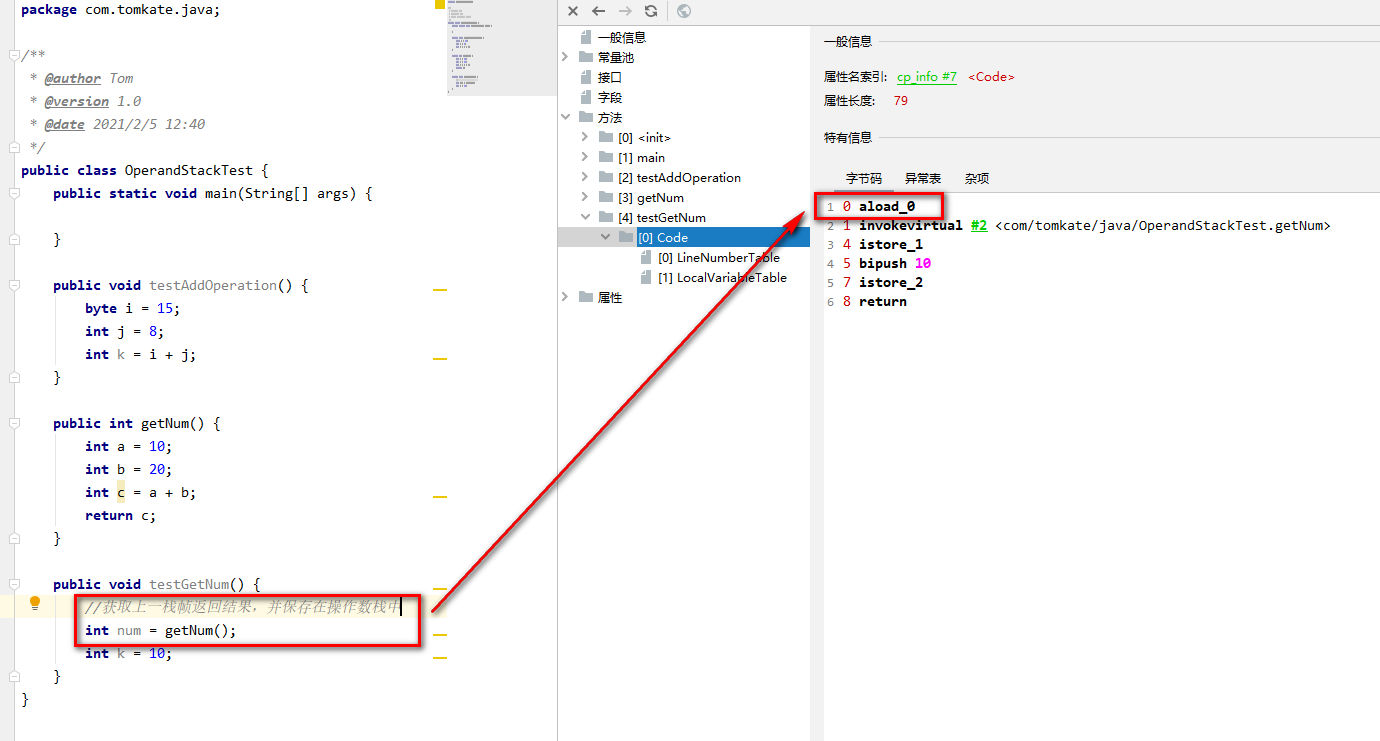 package com.tomkate.java;
/**
* @author Tom
* @version 1.0
* @date 2021/2/5 12:40
*/
public class OperandStackTest {
public static void main(String[] args) {
}
public void testAddOperation() {
byte i = 15;
int j = 8;
int k = i + j;
}
public int getNum() {
int a = 10;
int b = 20;
int c = a + b;
return c;
}
public void testGetNum() {
//获取上一栈帧返回结果，并保存在操作数栈中
int num = getNum();
int k = 10;
}
}
一般信息
常量池
接口
字段
方法
[0] <init>
[1] main
[2] testAddOperation
[3] getNum
[4] testGetNum
[0] Code
[0] LineNumberTable
[1] LocalVariableTable
属性
一般信息
属性名索引: cp_info #7 <Code>
属性长度: 79
特有信息
字节码 异常表 杂项
1 0 aload_0
2 1 invokevirtual #2 <com/tomkate/java/OperandStackTest.getNum>
3 4 istore_1
4 5 bipush 10
5 7 istore_2
6 8 return